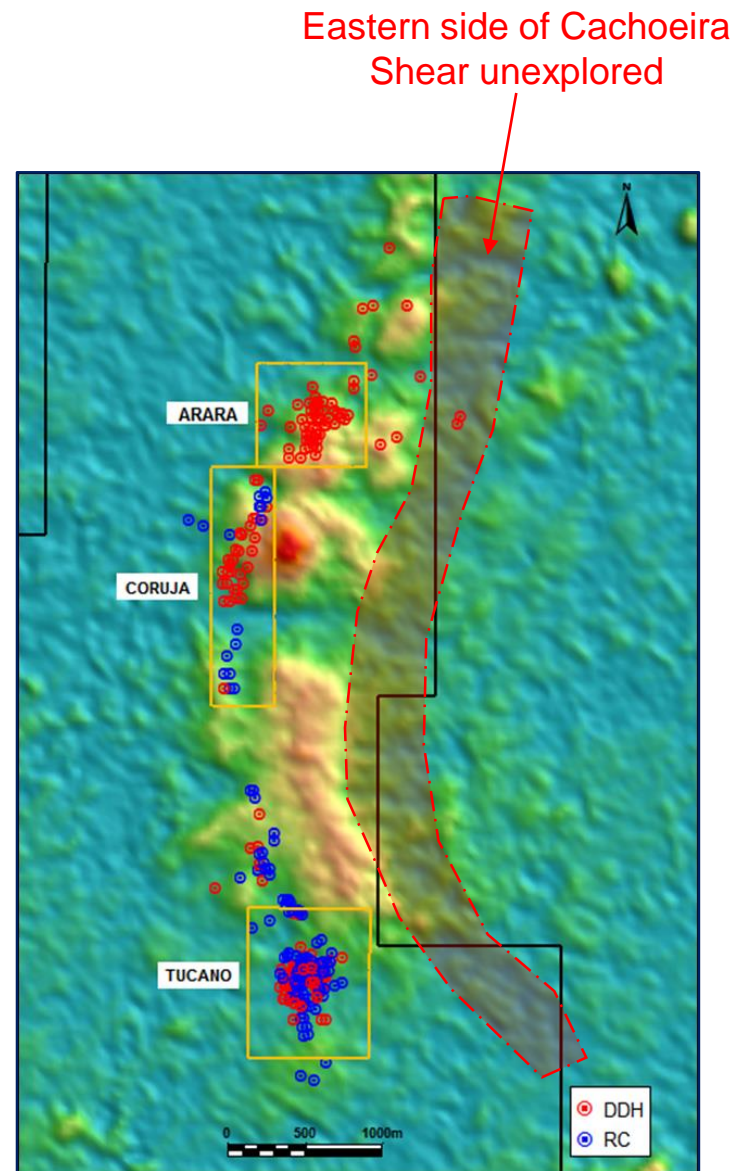 Eastern side of Cachoeira
Shear unexplored
N
ARARA
CORUJA
TUCANO
0 500 1000m
DDH
RC